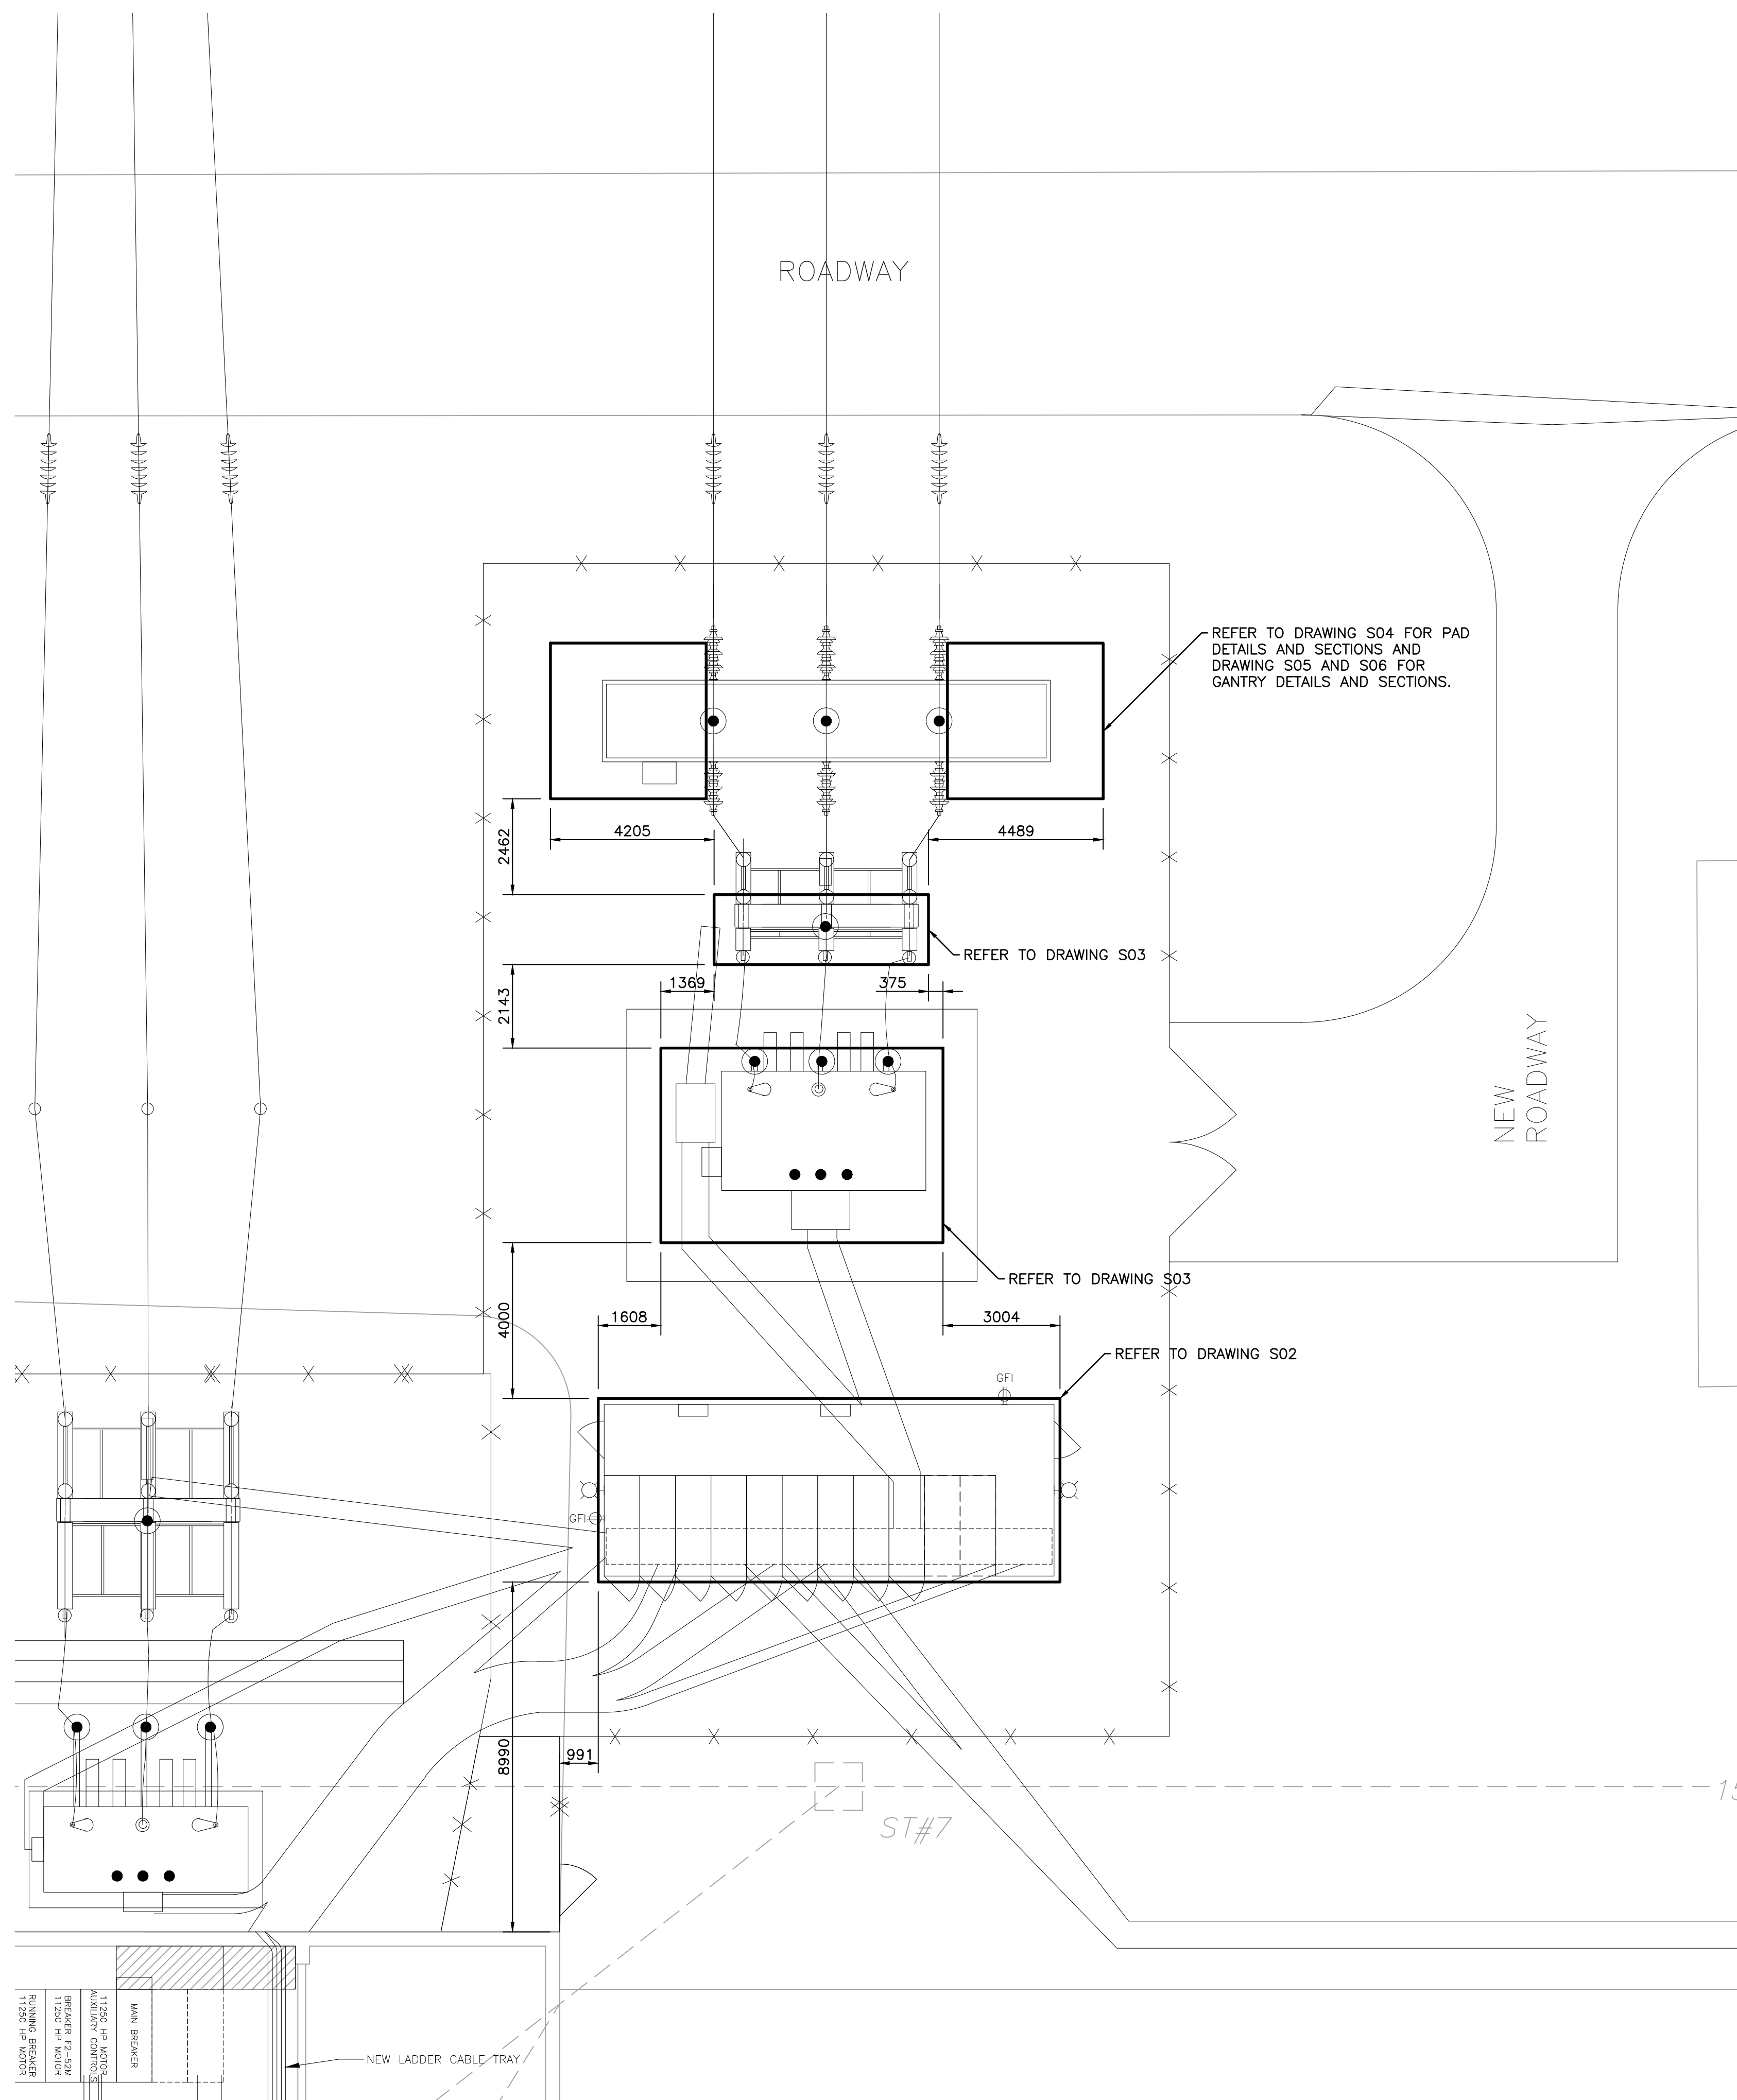 ROADWAY
REFER TO DRAWING S04 FOR PAD
DETAILS AND SECTIONS AND
DRAWING S05 AND S06 FOR
GANTRY DETAILS AND SECTIONS.
4205
4489
2462
REFER TO DRAWING S03
1369
375
2143
NEW
ROADWAY
REFER TO DRAWING S03
4000
1608
3004
REFER TO DRAWING S02
GFI
GFI
991
8990
ST#7
RUNNING BREAKER
11250 HP MOTOR
BREAKER F2-52M
11250 HP MOTOR
11250 HP MOTOR
AUXILIARY CONTROLS
MAIN BREAKER
NEW LADDER CABLE TRAY